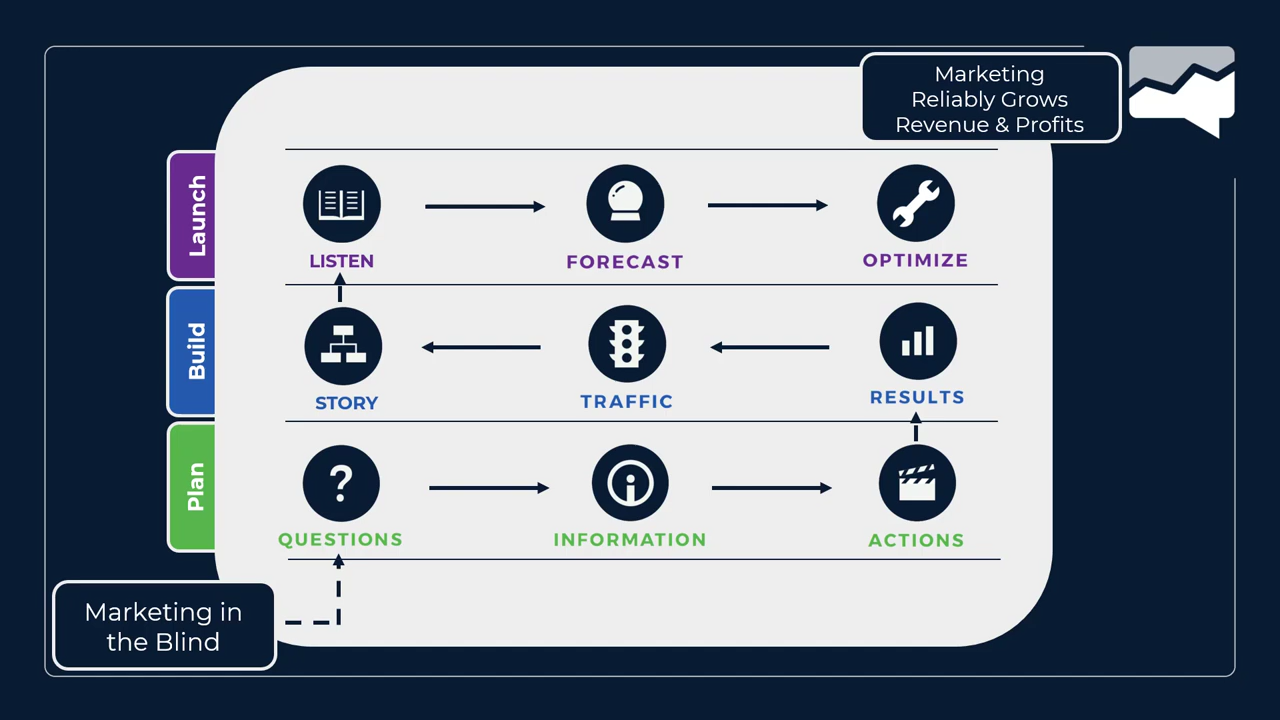 Marketing
Reliably Grows
Revenue & Profits
Launch
LISTEN
FORECAST
OPTIMIZE
Build
STORY
TRAFFIC
RESULTS
Plan
?
QUESTIONS
INFORMATION
ACTIONS
Marketing in
the Blind